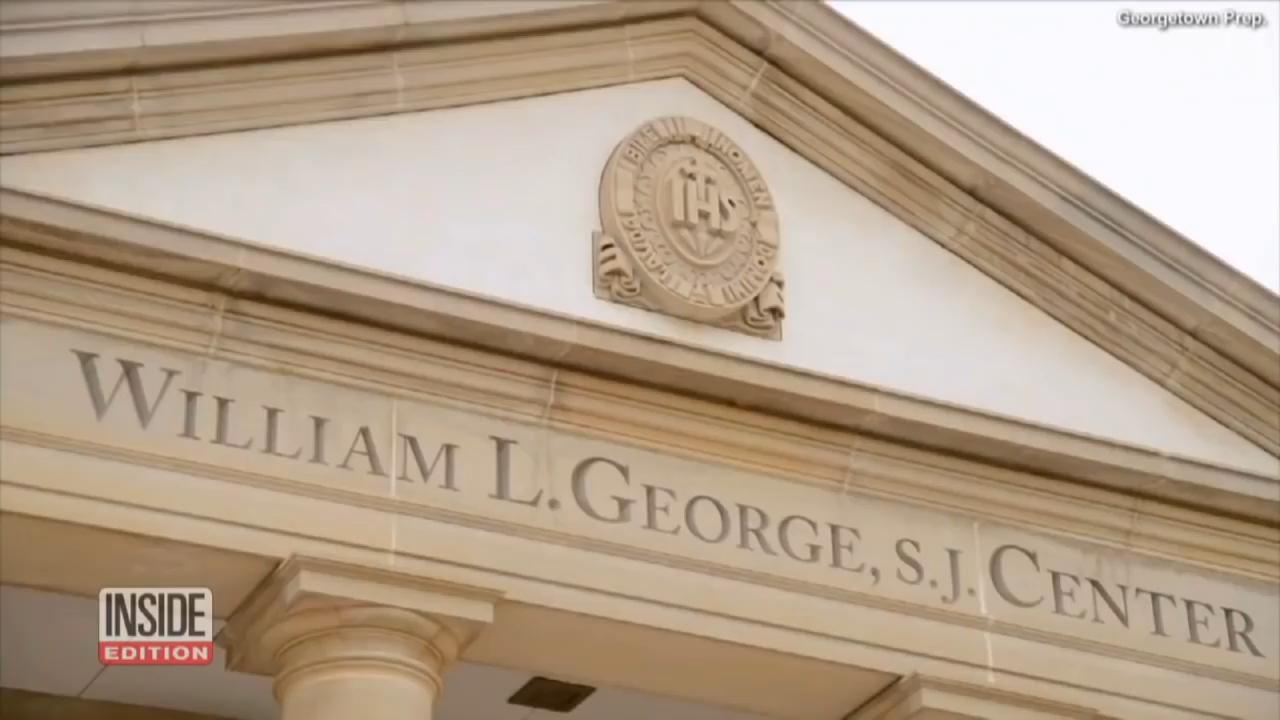 Georgetown Prep.
IHS
WILLIAM L. GEORGE, S.J. CENTER
INSIDE
EDITION